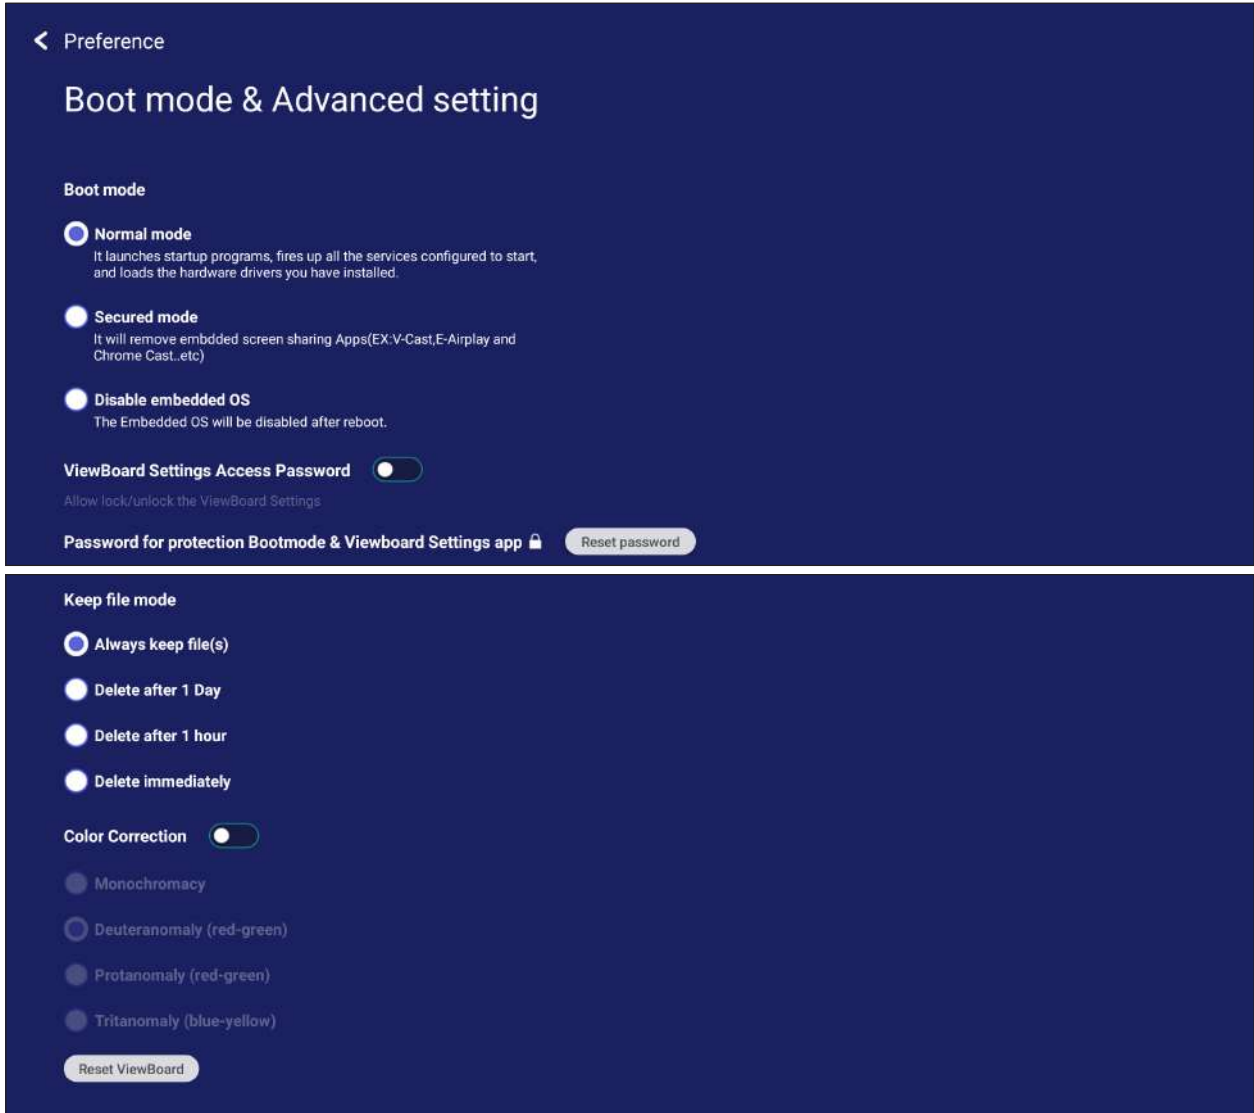 Preference
Boot mode & Advanced setting
Boot mode
Normal mode
It launches startup programs, fires up all the services configured to start,
and loads the hardware drivers you have installed.
Secured mode
It will remove embdded screen sharing Apps(EX:V-Cast,E-Airplay and
Chrome Cast..etc)
Disable embedded OS
The Embedded OS will be disabled after reboot.
ViewBoard Settings Access Password
Allow lock/unlock the ViewBoard Settings
Password for protection Bootmode & Viewboard Settings app Reset password
Keep file mode
Always keep file(s)
Delete after 1 Day
Delete after 1 hour
Delete immediately
Color Correction
Monochromacy
Deuteranomaly (red-green)
Protanomaly (red-green)
Tritanomaly (blue-yellow)
Reset ViewBoard